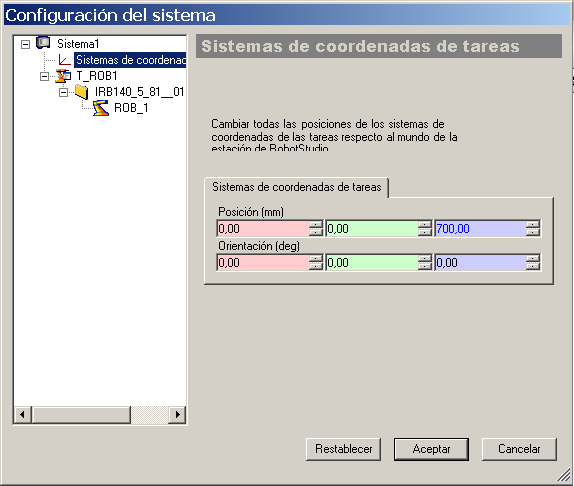 Configuración del sistema
Sistema1
Sistemas de coordenac
T_ROB1
IRB140_5_81__01
ROB_1
Sistemas de coordenadas de tareas
Cambiar todas las posiciones de los sistemas de
coordenadas de las tareas respecto al mundo de la
estación de RobotStudio
Sistemas de coordenadas de tareas
Posición (mm)
0,00 0,00 700,00
Orientación (deg)
0,00 0,00 0,00
Restablecer Aceptar Cancelar